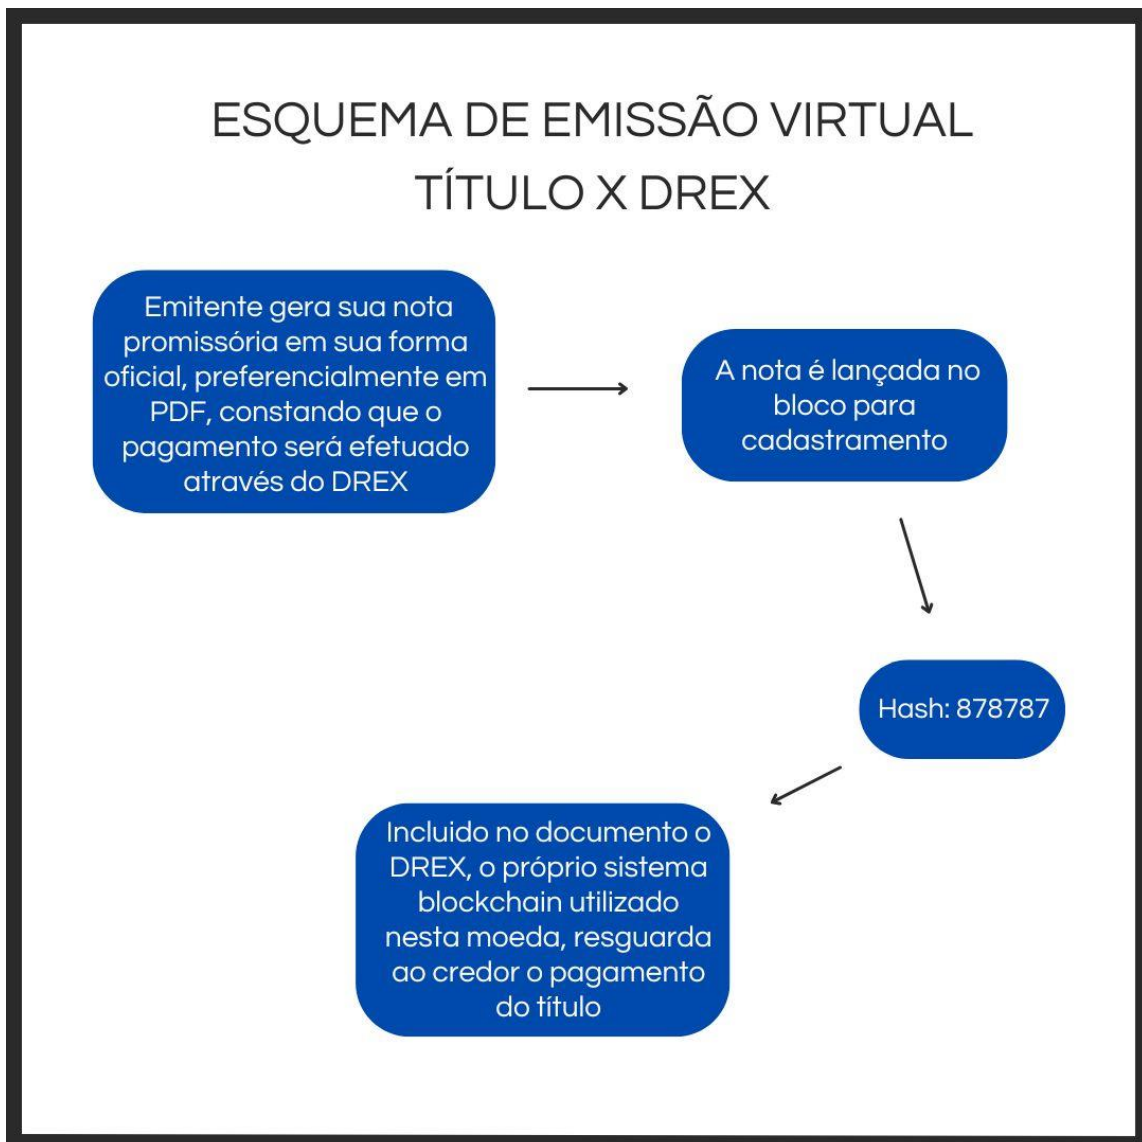 ESQUEMA DE EMISSÃO VIRTUAL
TÍTULO X DREX
Emitente gera sua nota
promissória em sua forma
oficial, preferencialmente em
PDF, constando que o
pagamento será efetuado
através do DREX
A nota é lançada no
bloco para
cadastramento
Hash: 878787
Incluido no documento o
DREX, o próprio sistema
blockchain utilizado
nesta moeda, resguarda
ao credor o pagamento
do título